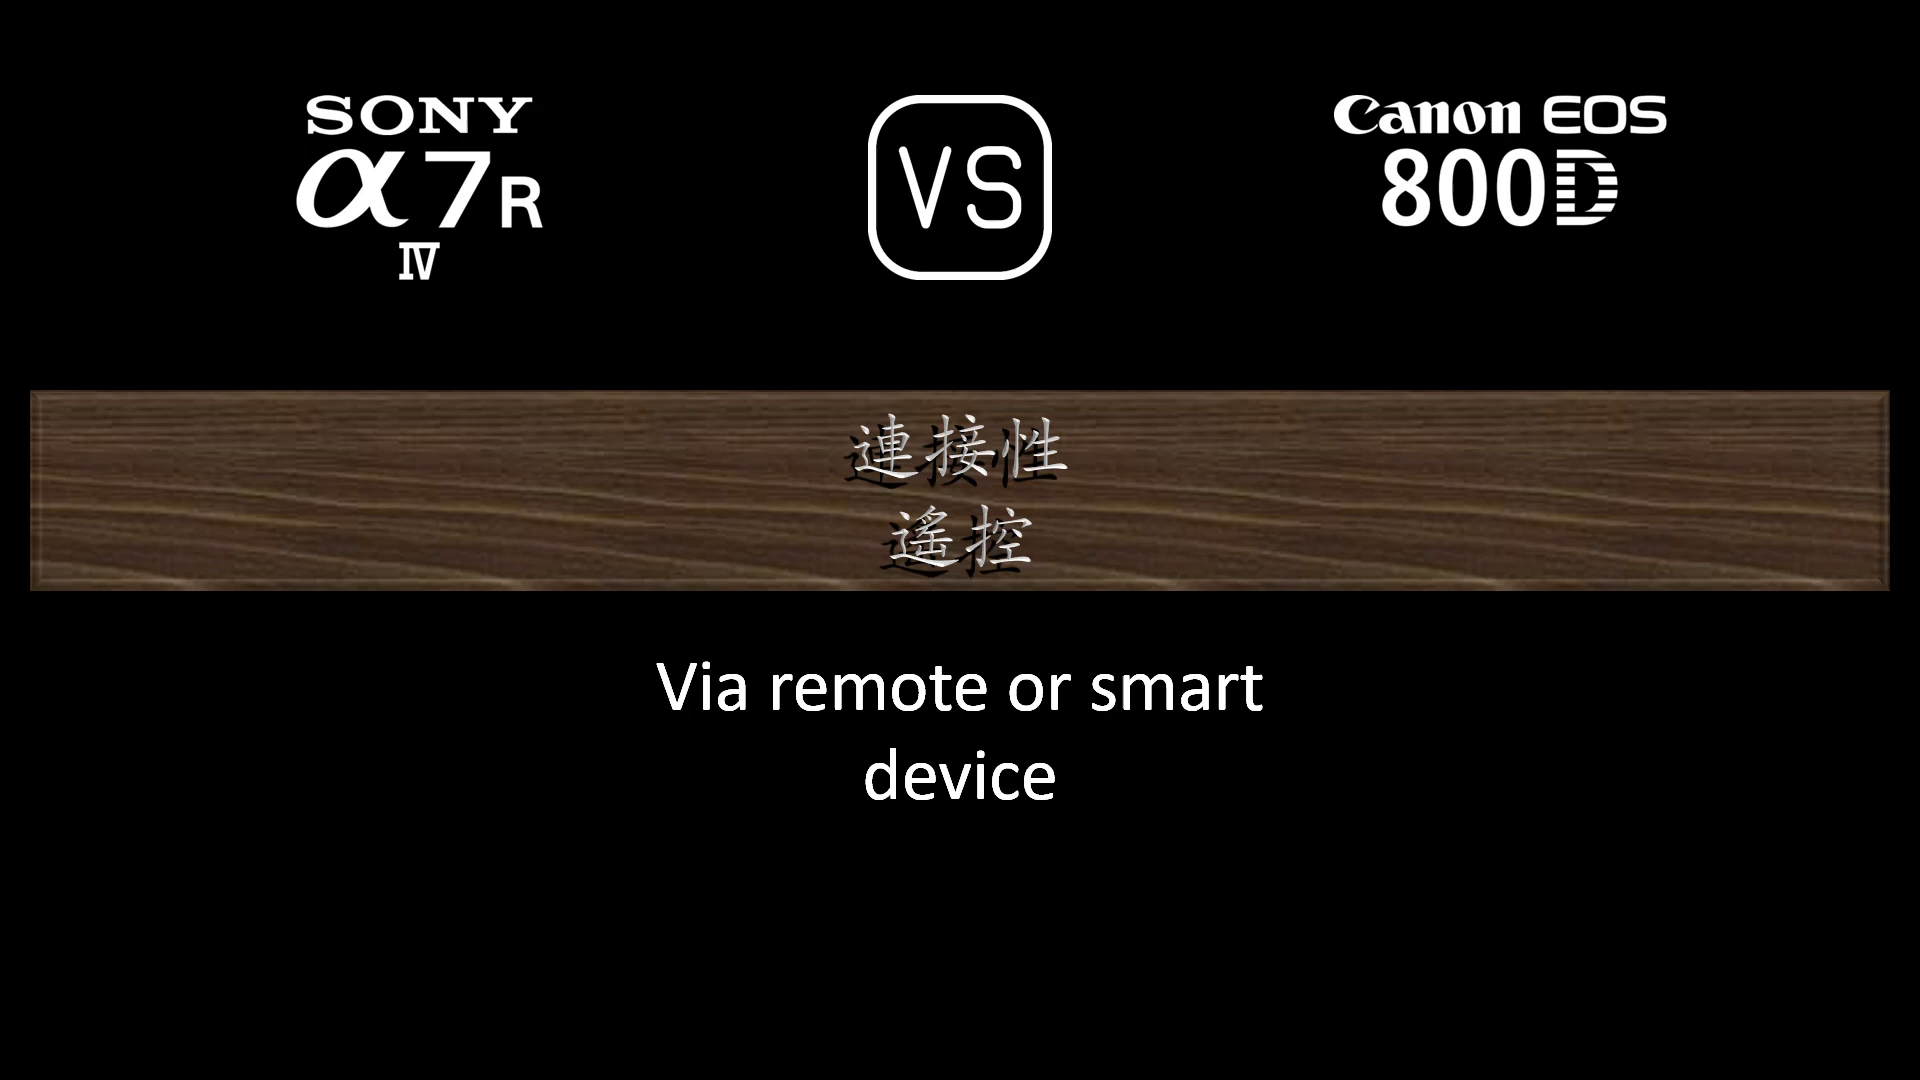 SONY
α7R
IV
VS
Canon EOS
800D
連接性
遙控
Via remote or smart
device